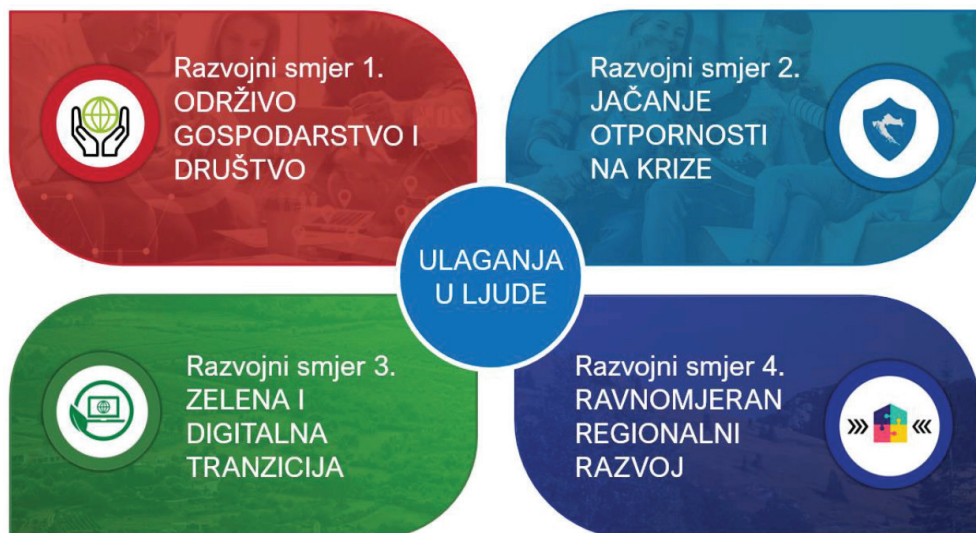 Razvojni smjer 1.
ODRŽIVO
GOSPODARSTVO I
DRUŠTVO
Razvojni smjer 2.
JAČANJE
OTPORNOSTI
NA KRIZE
ULAGANJA
U LJUDE
Razvojni smjer 3.
ZELENA I
DIGITALNA
TRANZICIJA
Razvojni smjer 4.
RAVNOMJERAN
REGIONALNI
RAZVOJ